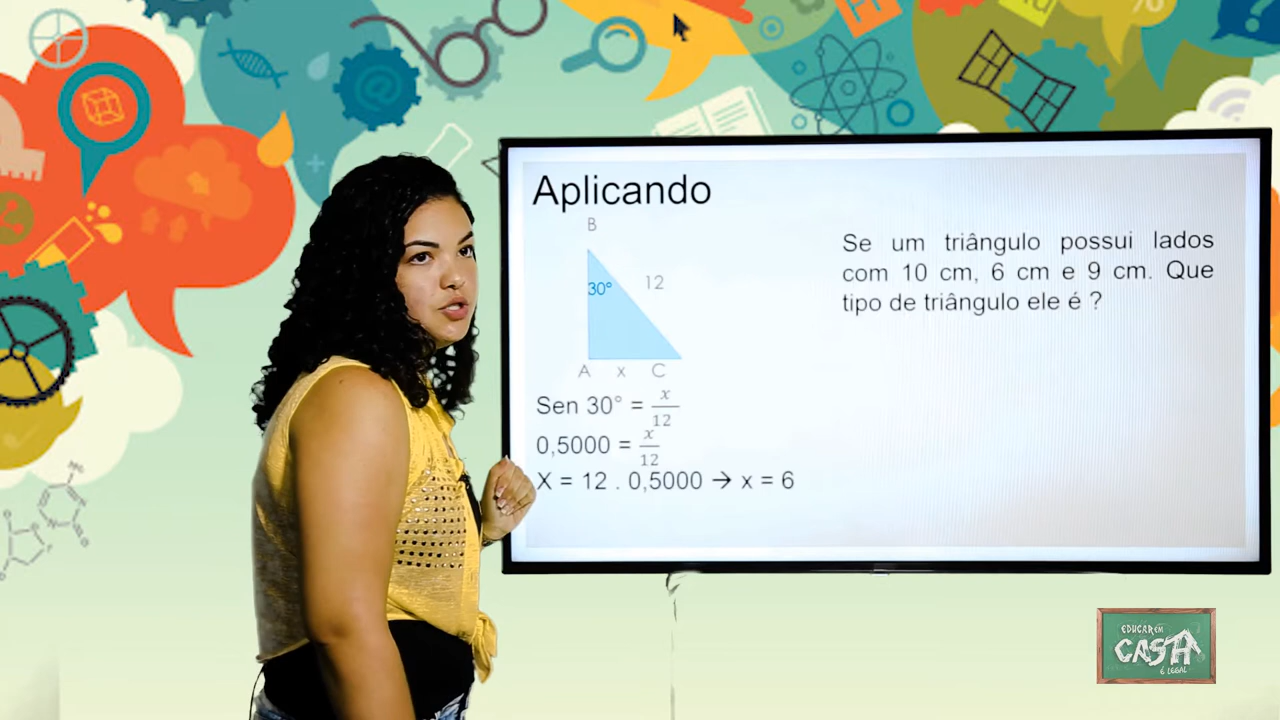 Aplicando
B
30°
12
A x C
Sen 30° = x/12
0,5000 = x/12
X = 12 . 0,5000 → x = 6
Se um triângulo possui lados
com 10 cm, 6 cm e 9 cm. Que
tipo de triângulo ele é ?
EDUCAR EM
CASA
É LEGAL